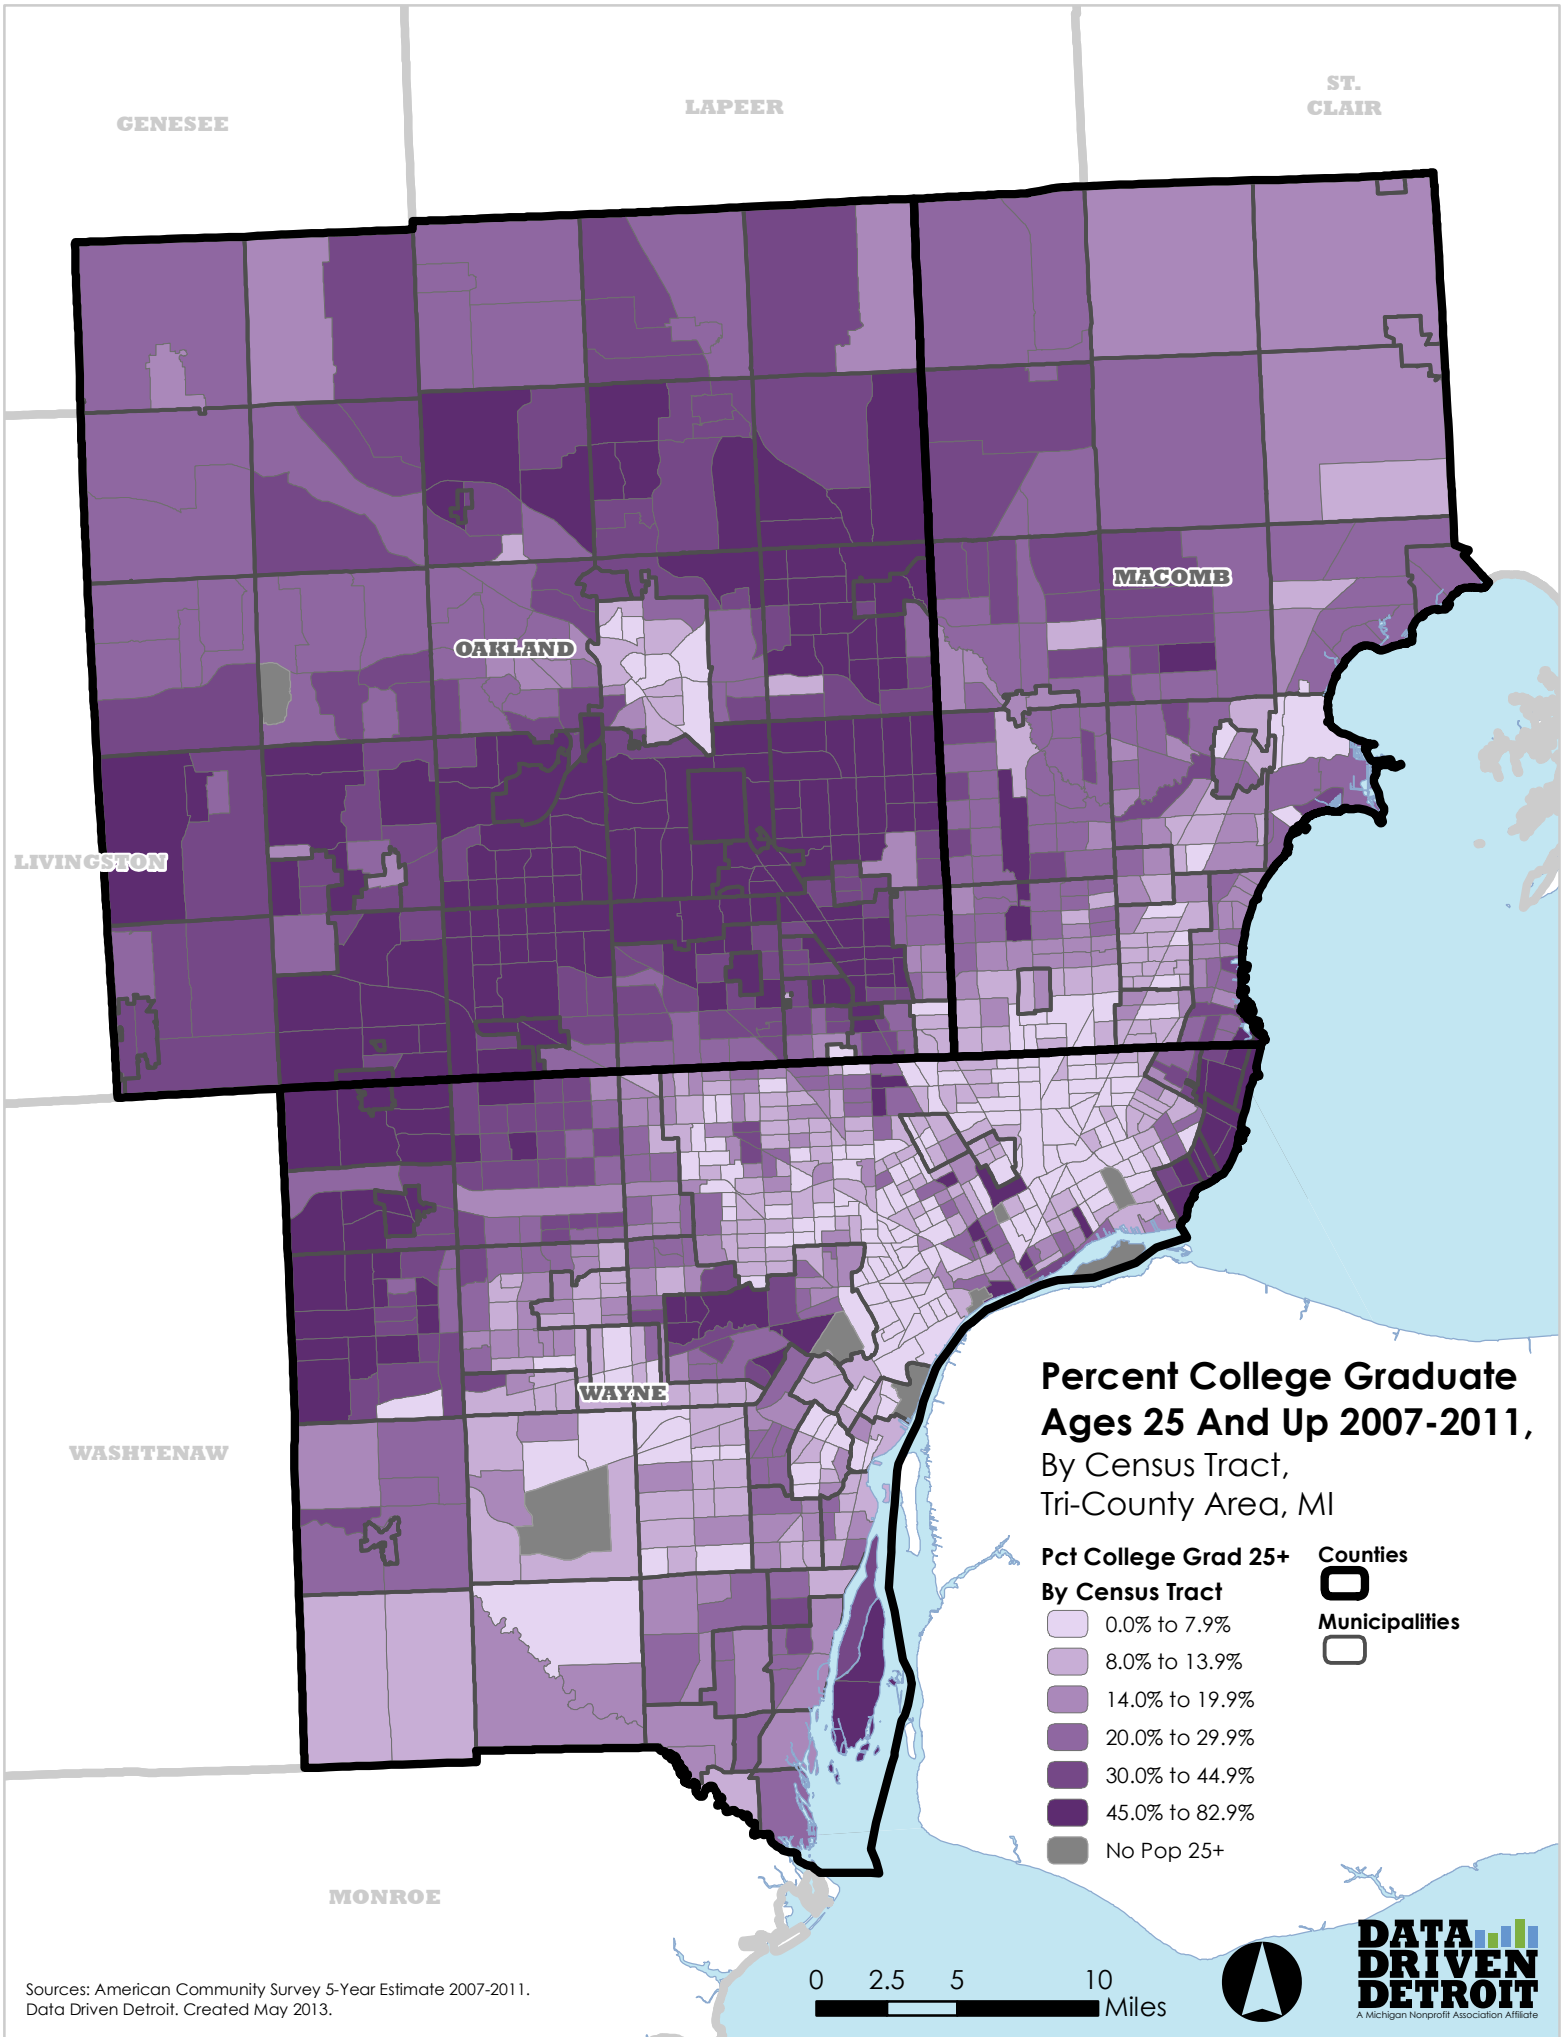 GENESEE
LAPEER
ST.
CLAIR
MACOMB
OAKLAND
LIVINGSTON
WAYNE
WASHTENAW
MONROE
Percent College Graduate
Ages 25 And Up 2007-2011,
By Census Tract,
Tri-County Area, MI
Pct College Grad 25+
By Census Tract
0.0% to 7.9%
8.0% to 13.9%
14.0% to 19.9%
20.0% to 29.9%
30.0% to 44.9%
45.0% to 82.9%
No Pop 25+
Counties
Municipalities
Sources: American Community Survey 5-Year Estimate 2007-2011.
Data Driven Detroit. Created May 2013.
0 2.5 5 10
Miles
DATA
DRIVEN
DETROIT
A Michigan Nonprofit Association Affiliate